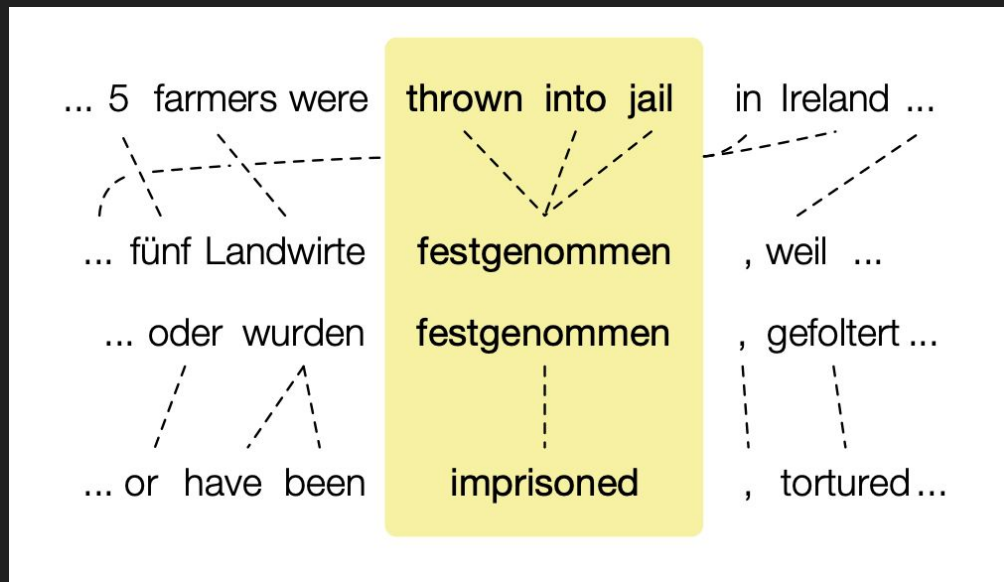 ... 5 farmers were thrown into jail in Ireland ...
... fünf Landwirte festgenommen , weil ...
... oder wurden festgenommen , gefoltert ...
... or have been imprisoned , tortured ...